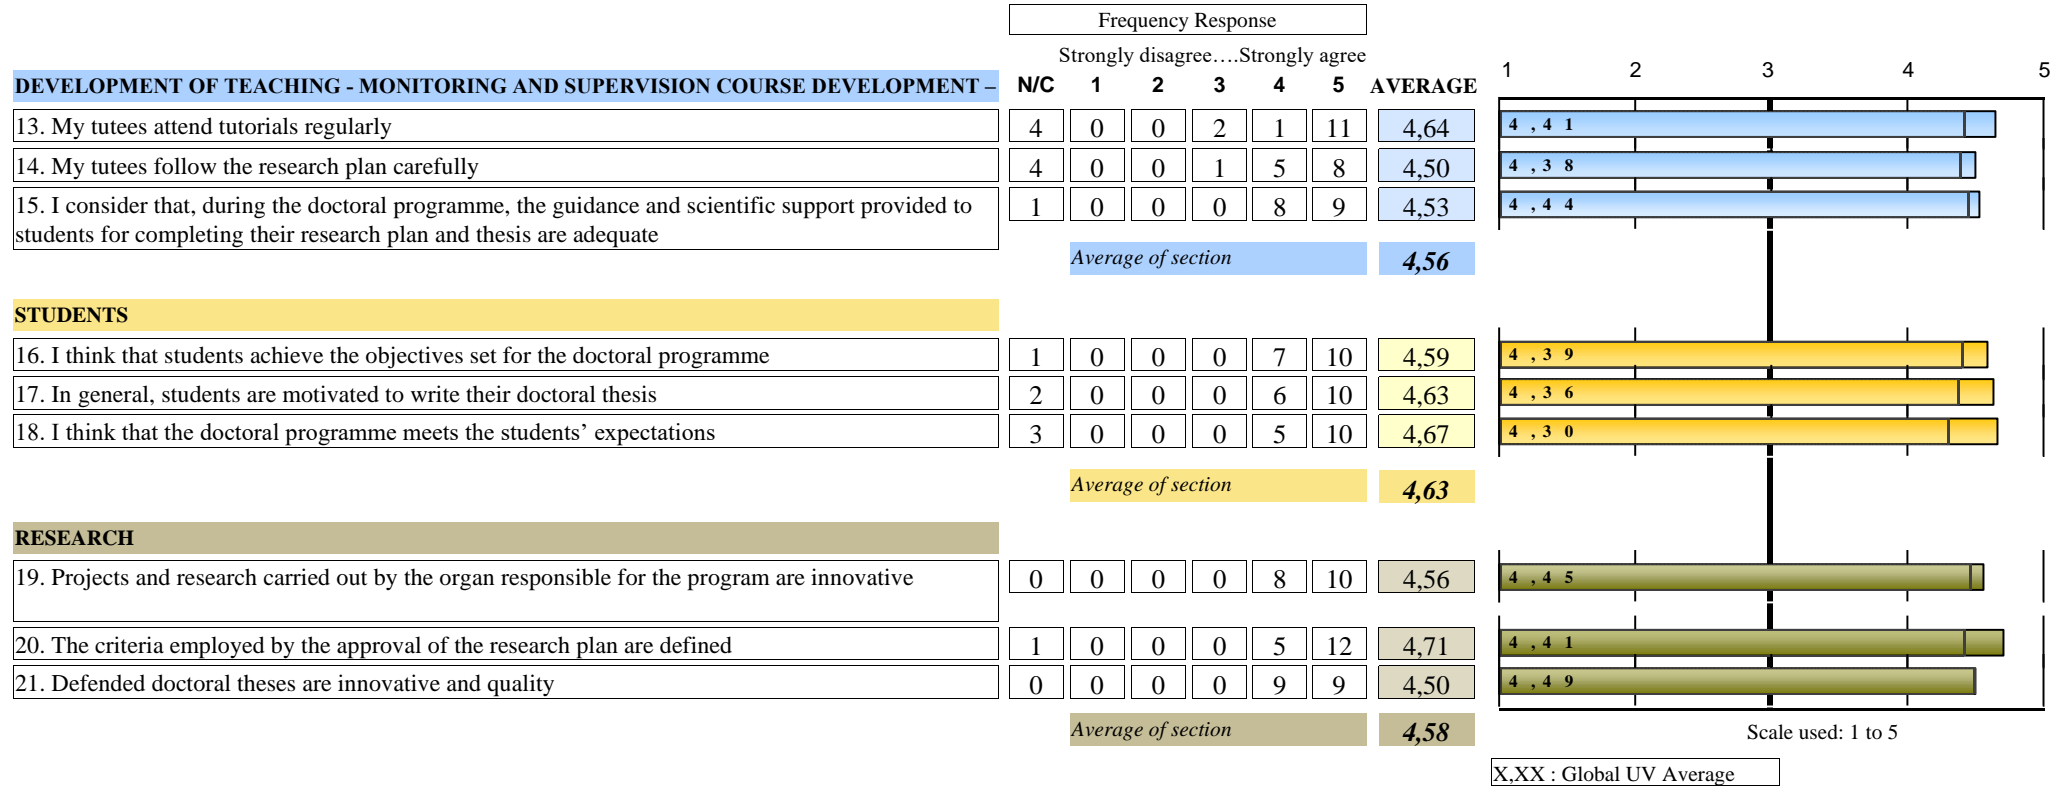 Frequency Response
Strongly disagree….Strongly agree
DEVELOPMENT OF TEACHING - MONITORING AND SUPERVISION COURSE DEVELOPMENT – N/C 1 2 3 4 5 AVERAGE 1 2 3 4 5
13. My tutees attend tutorials regularly 4 0 0 2 1 11 4,64 4,41
14. My tutees follow the research plan carefully 4 0 0 1 5 8 4,50 4,38
15. I consider that, during the doctoral programme, the guidance and scientific support provided to 1 0 0 0 8 9 4,53 4,44
students for completing their research plan and thesis are adequate
Average of section 4,56
STUDENTS
16. I think that students achieve the objectives set for the doctoral programme 1 0 0 0 7 10 4,59 4,39
17. In general, students are motivated to write their doctoral thesis 2 0 0 0 6 10 4,63 4,36
18. I think that the doctoral programme meets the students’ expectations 3 0 0 0 5 10 4,67 4,30
Average of section 4,63
RESEARCH
19. Projects and research carried out by the organ responsible for the program are innovative 0 0 0 0 8 10 4,56 4,45
20. The criteria employed by the approval of the research plan are defined 1 0 0 0 5 12 4,71 4,41
21. Defended doctoral theses are innovative and quality 0 0 0 0 9 9 4,50 4,49
Average of section 4,58
Scale used: 1 to 5
X,XX : Global UV Average